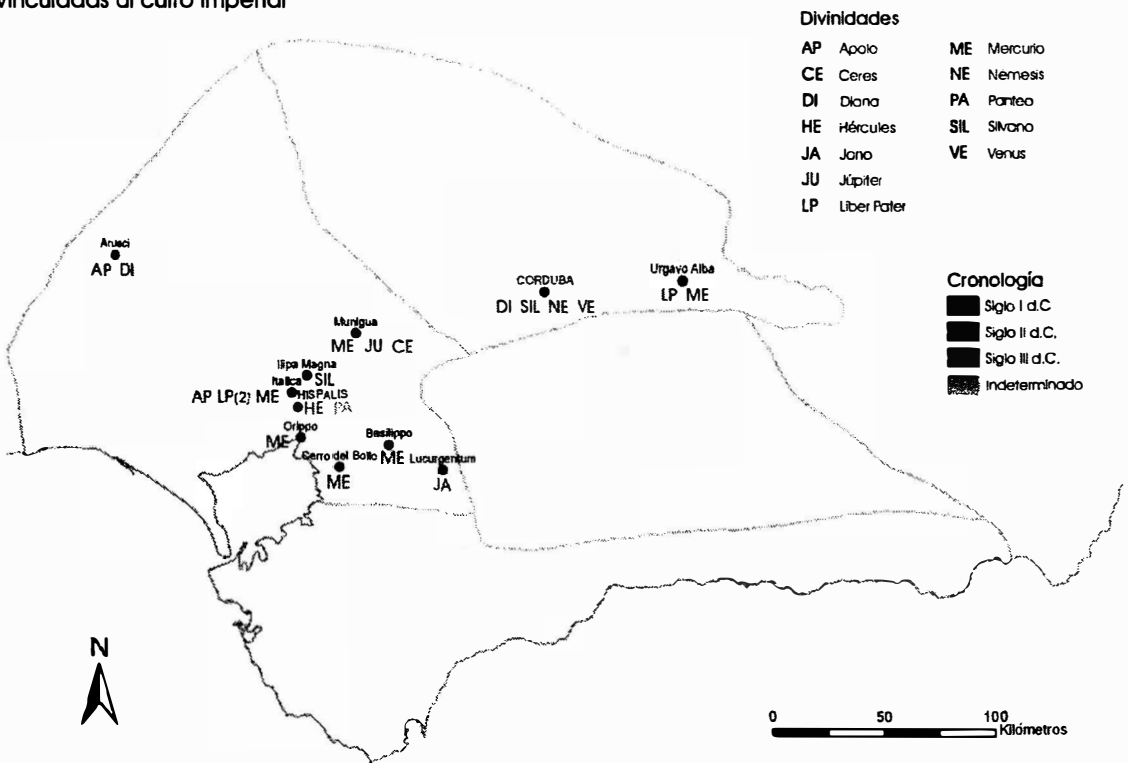 vinculadas al culto imperial
Divinidades
AP Apolo
CE Ceres
DI Diana
HE Hércules
JA Jano
JU Júpiter
LP Liber Pater
ME Mercurio
NE Némesis
PA Panteo
SIL Silvano
VE Venus
Arucci
AP DI
CORDUBA
DI SIL NE VE
Urgavo Alba
LP ME
Munigua
ME JU CE
Ilipa Magna
SIL
Italica
AP LP(2) ME
HISPALIS
HE PA
Orippo
ME
Cerro del Bollo
ME
Basilippo
ME
Lucurgentum
JA
Cronología
Siglo I d.C
Siglo II d.C.
Siglo III d.C.
Indeterminado
N
0 50 100
Kilómetros